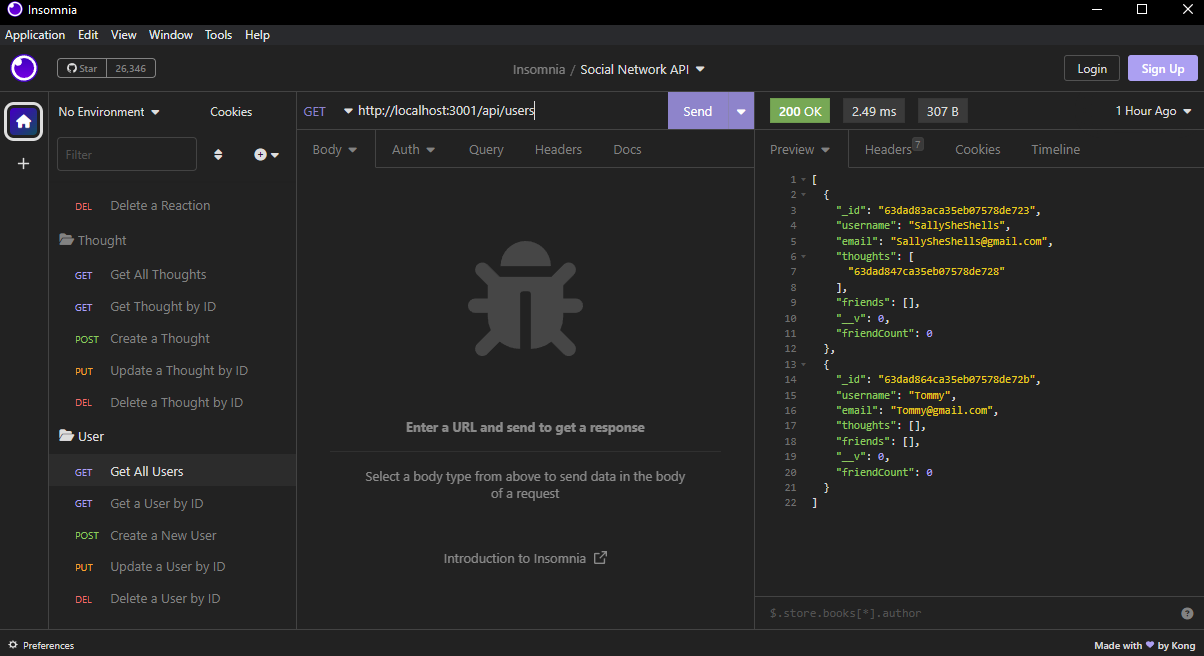 Insomnia
Application Edit View Window Tools Help
Star 26,346
Insomnia / Social Network API
Login Sign Up
No Environment Cookies
Filter
DEL Delete a Reaction
Thought
GET Get All Thoughts
GET Get Thought by ID
POST Create a Thought
PUT Update a Thought by ID
DEL Delete a Thought by ID
User
GET Get All Users
GET Get a User by ID
POST Create a New User
PUT Update a User by ID
DEL Delete a User by ID
GET http://localhost:3001/api/users Send
Body Auth Query Headers Docs
Enter a URL and send to get a response
Select a body type from above to send data in the body
of a request
Introduction to Insomnia
200 OK 2.49 ms 307 B 1 Hour Ago
Preview Headers 7 Cookies Timeline
1 [
2 {
3 "_id": "63dad83aca35eb07578de723",
4 "username": "SallySheShells",
5 "email": "SallySheShells@gmail.com",
6 "thoughts": [
7 "63dad847ca35eb07578de728"
8 ],
9 "friends": [],
10 "__v": 0,
11 "friendCount": 0
12 },
13 {
14 "_id": "63dad864ca35eb07578de72b",
15 "username": "Tommy",
16 "email": "Tommy@gmail.com",
17 "thoughts": [],
18 "friends": [],
19 "__v": 0,
20 "friendCount": 0
21 }
22 ]
$.store.books[*].author
Preferences
Made with 💜 by Kong